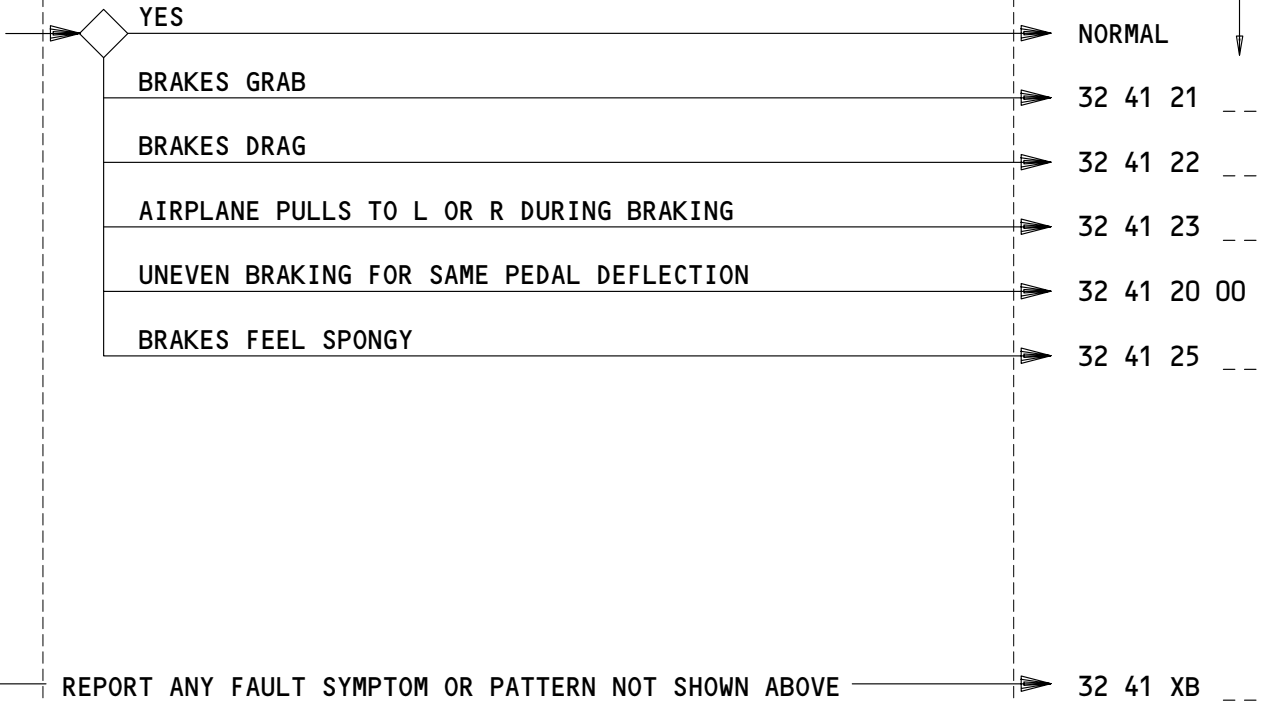 YES
NORMAL
BRAKES GRAB
32 41 21 _ _
BRAKES DRAG
32 41 22 _ _
AIRPLANE PULLS TO L OR R DURING BRAKING
32 41 23 _ _
UNEVEN BRAKING FOR SAME PEDAL DEFLECTION
32 41 20 00
BRAKES FEEL SPONGY
32 41 25 _ _
REPORT ANY FAULT SYMPTOM OR PATTERN NOT SHOWN ABOVE
32 41 XB _ _